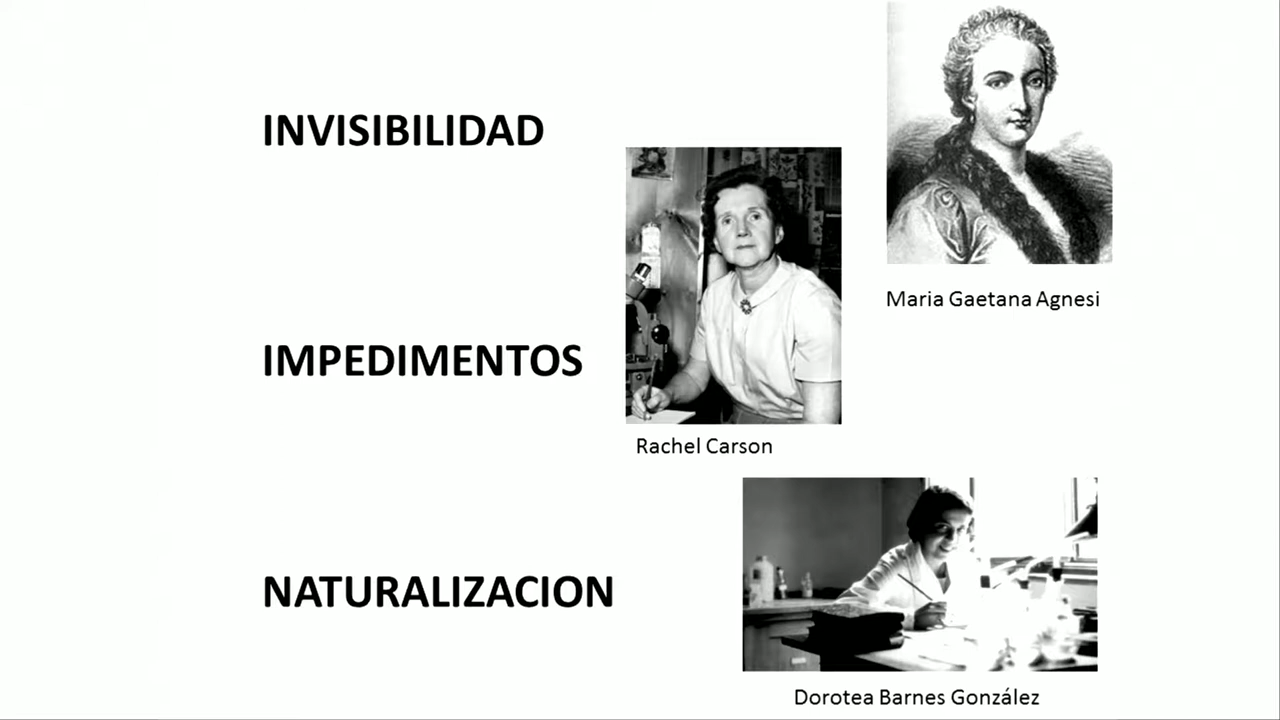 INVISIBILIDAD
Maria Gaetana Agnesi
IMPEDIMENTOS
Rachel Carson
NATURALIZACION
Dorotea Barnes González